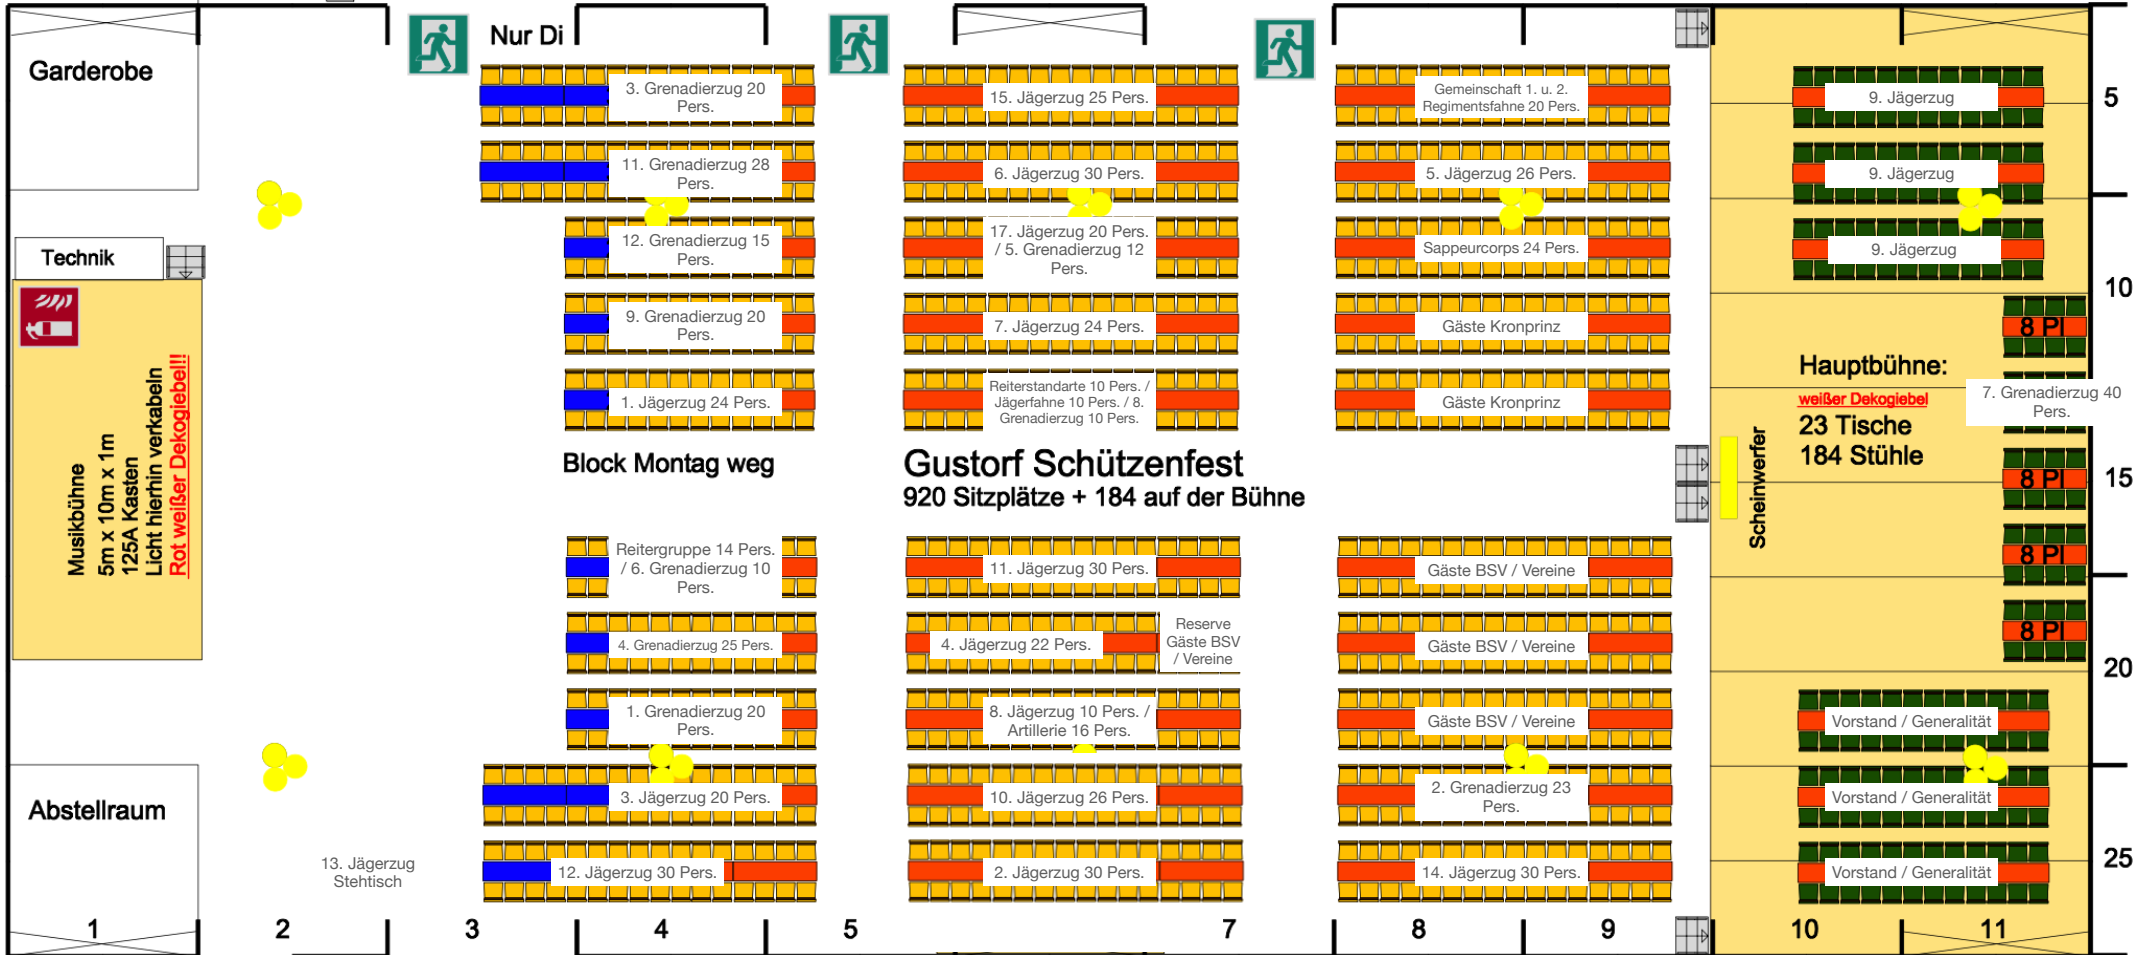 Nur Di
Garderobe
3. Grenadierzug 20
Pers.
15. Jägerzug 25 Pers.
Gemeinschaft 1. u. 2.
Regimentsfahne 20 Pers.
9. Jägerzug
5
11. Grenadierzug 28
Pers.
6. Jägerzug 30 Pers.
5. Jägerzug 26 Pers.
9. Jägerzug
Technik
12. Grenadierzug 15
Pers.
17. Jägerzug 20 Pers.
/ 5. Grenadierzug 12
Pers.
Sappeurcorps 24 Pers.
9. Jägerzug
10
9. Grenadierzug 20
Pers.
7. Jägerzug 24 Pers.
Gäste Kronprinz
8 Pl
1. Jägerzug 24 Pers.
Reiterstandarte 10 Pers. /
Jägerfahne 10 Pers. / 8.
Grenadierzug 10 Pers.
Gäste Kronprinz
Hauptbühne:
weißer Dekogiebel
23 Tische
184 Stühle
7. Grenadierzug 40
Pers.
Musikbühne
5m x 10m x 1m
125A Kasten
Licht hierhin verkabeln
Rot weißer Dekogiebel!!
Block Montag weg
Gustorf Schützenfest
920 Sitzplätze + 184 auf der Bühne
Scheinwerfer
8 Pl
15
Reitergruppe 14 Pers.
/ 6. Grenadierzug 10
Pers.
11. Jägerzug 30 Pers.
Gäste BSV / Vereine
8 Pl
4. Grenadierzug 25 Pers.
4. Jägerzug 22 Pers.
Reserve
Gäste BSV
/ Vereine
Gäste BSV / Vereine
8 Pl
20
1. Grenadierzug 20
Pers.
8. Jägerzug 10 Pers. /
Artillerie 16 Pers.
Gäste BSV / Vereine
Vorstand / Generalität
Abstellraum
3. Jägerzug 20 Pers.
10. Jägerzug 26 Pers.
2. Grenadierzug 23
Pers.
Vorstand / Generalität
13. Jägerzug
Stehtisch
12. Jägerzug 30 Pers.
2. Jägerzug 30 Pers.
14. Jägerzug 30 Pers.
Vorstand / Generalität
25
1
2
3
4
5
7
8
9
10
11